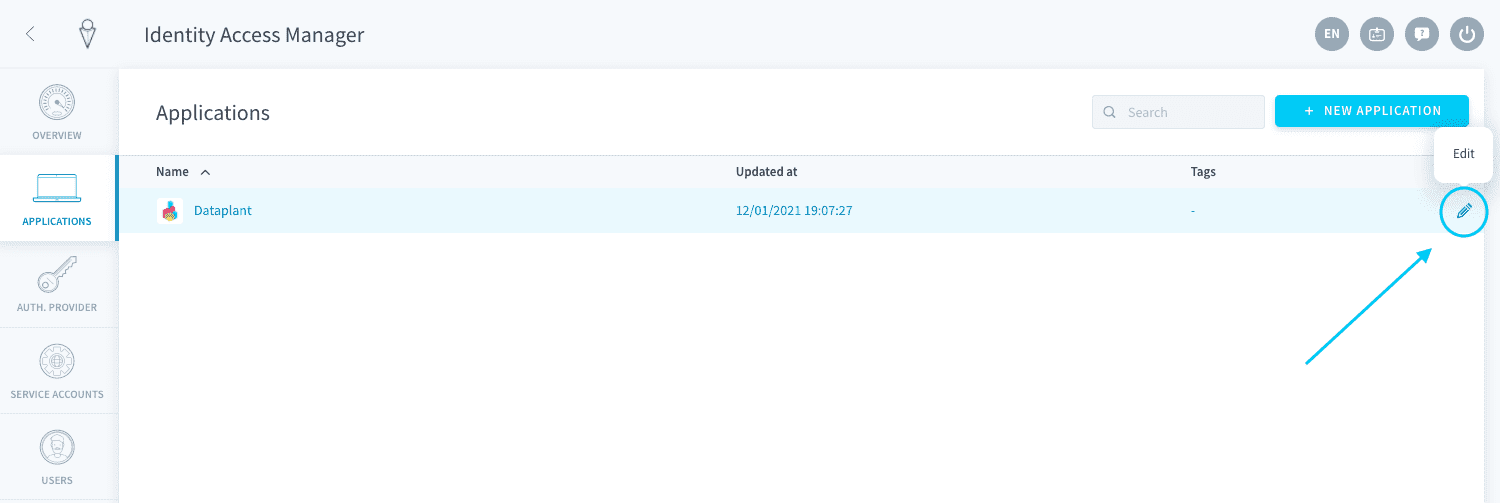 Identity Access Manager
EN
OVERVIEW
APPLICATIONS
AUTH. PROVIDER
SERVICE ACCOUNTS
USERS
Applications
Search
+ NEW APPLICATION
Edit
Name
Updated at
Tags
Dataplant
12/01/2021 19:07:27
-